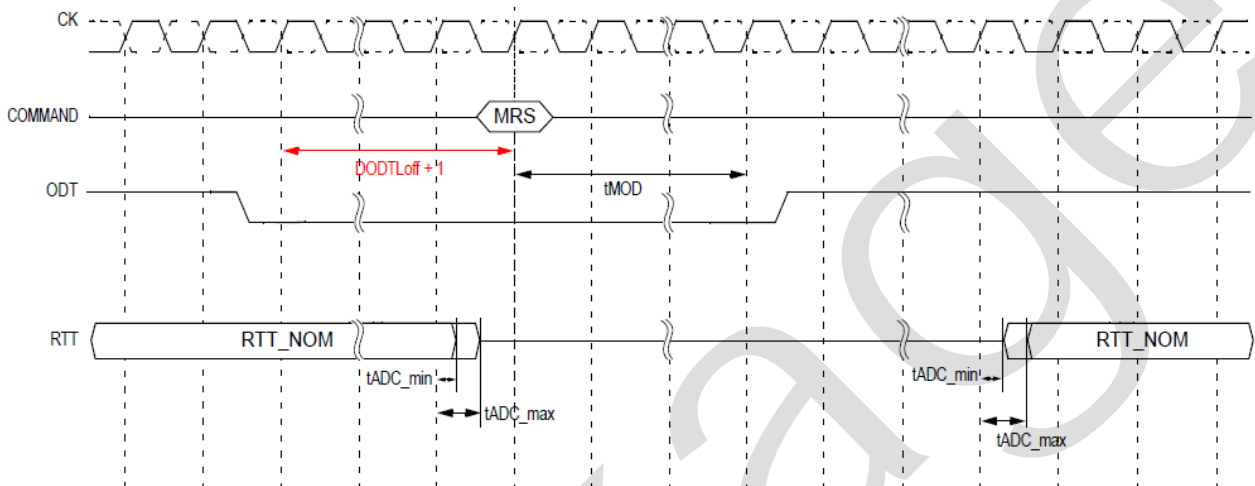 CK
COMMAND
MRS
DODTLoff + 1
ODT
tMOD
RTT
RTT_NOM
RTT_NOM
tADC_min
tADC_min
tADC_max
tADC_max